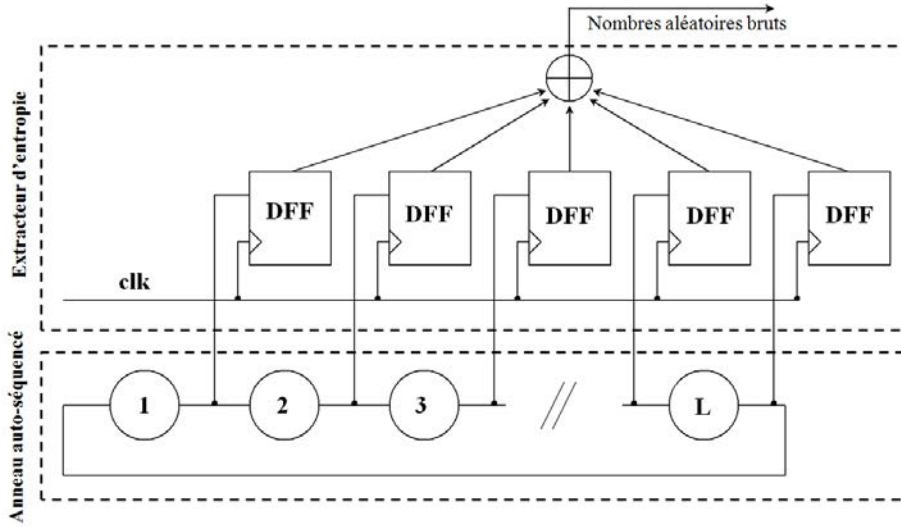 Nombres aléatoires bruts
Extracteur d'entropie
DFF DFF DFF DFF DFF
clk
Anneau auto-séquencé
1 2 3 // L